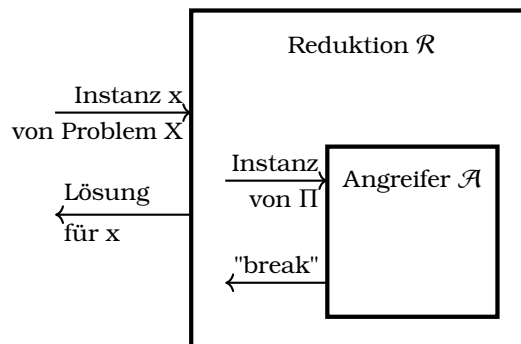 Reduktion ℛ
Instanz x
von Problem X
Instanz
von Π
Angreifer 𝒜
Lösung
für x
"break"